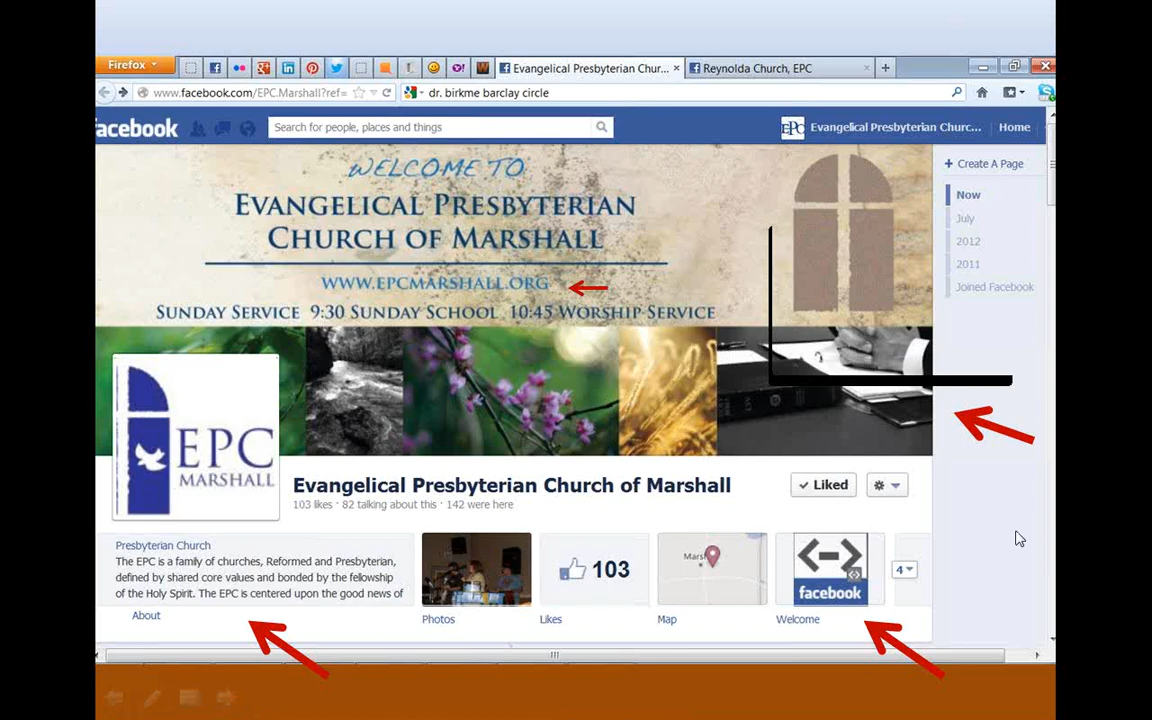 Firefox
Evangelical Presbyterian Chur...
Reynolda Church, EPC
www.facebook.com/EPC.Marshall?ref=
dr. birkme barclay circle
facebook
Search for people, places and things
EPC
Evangelical Presbyterian Churc...
Home
WELCOME TO
EVANGELICAL PRESBYTERIAN
CHURCH OF MARSHALL
WWW.EPCMARSHALL.ORG
SUNDAY SERVICE 9:30 SUNDAY SCHOOL 10:45 WORSHIP SERVICE
Create A Page
Now
July
2012
2011
Joined Facebook
EPC
MARSHALL
Evangelical Presbyterian Church of Marshall
103 likes · 82 talking about this · 142 were here
Liked
Presbyterian Church
The EPC is a family of churches, Reformed and Presbyterian,
defined by shared core values and bonded by the fellowship
of the Holy Spirit. The EPC is centered upon the good news of
About
Photos
103
Likes
Map
facebook
Welcome
4